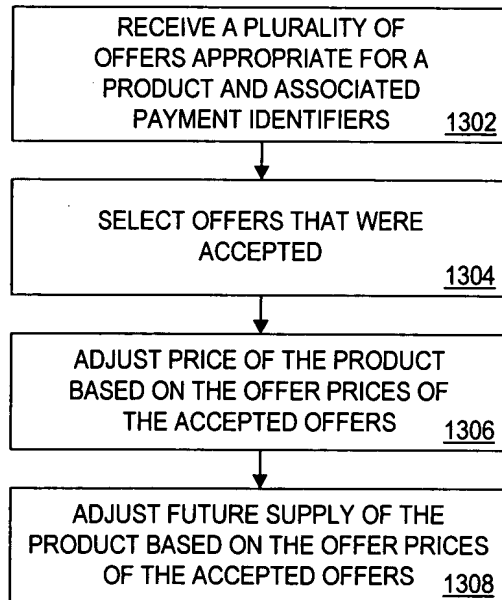 RECEIVE A PLURALITY OF
OFFERS APPROPRIATE FOR A
PRODUCT AND ASSOCIATED
PAYMENT IDENTIFIERS
1302
SELECT OFFERS THAT WERE
ACCEPTED
1304
ADJUST PRICE OF THE PRODUCT
BASED ON THE OFFER PRICES OF
THE ACCEPTED OFFERS
1306
ADJUST FUTURE SUPPLY OF THE
PRODUCT BASED ON THE OFFER PRICES
OF THE ACCEPTED OFFERS
1308